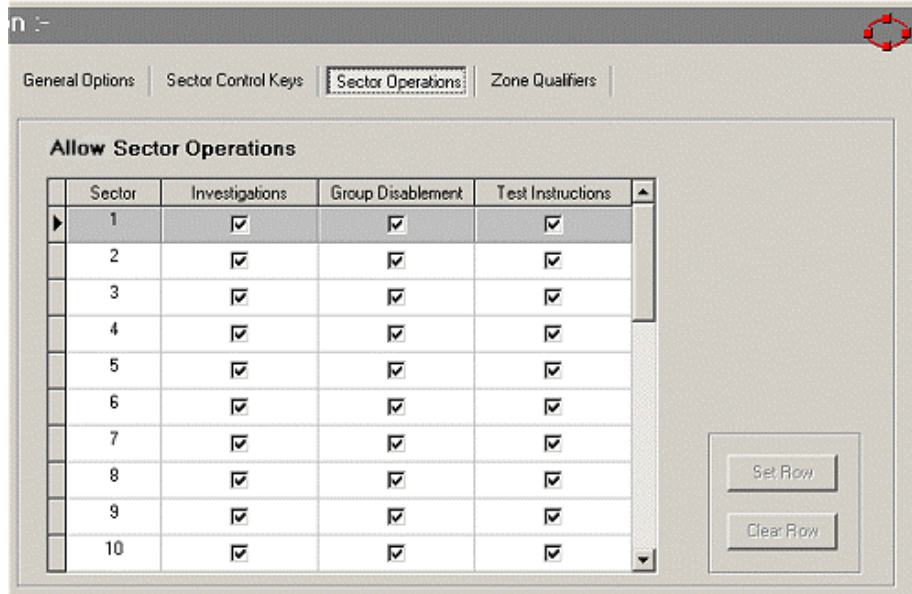 n :-
General Options Sector Control Keys Sector Operations Zone Qualifiers
Allow Sector Operations
Sector Investigations Group Disablement Test Instructions
1
2
3
4
5
6
7
8
9
10
Set Row
Clear Row